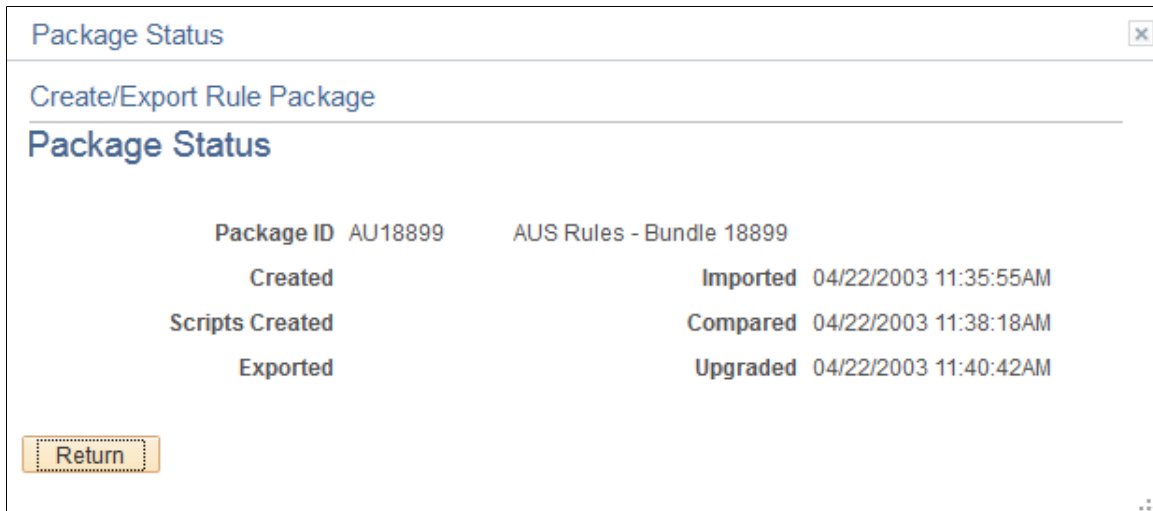 Package Status
Create/Export Rule Package
Package Status
Package ID AU18899 AUS Rules - Bundle 18899
Created Imported 04/22/2003 11:35:55AM
Scripts Created Compared 04/22/2003 11:38:18AM
Exported Upgraded 04/22/2003 11:40:42AM
Return